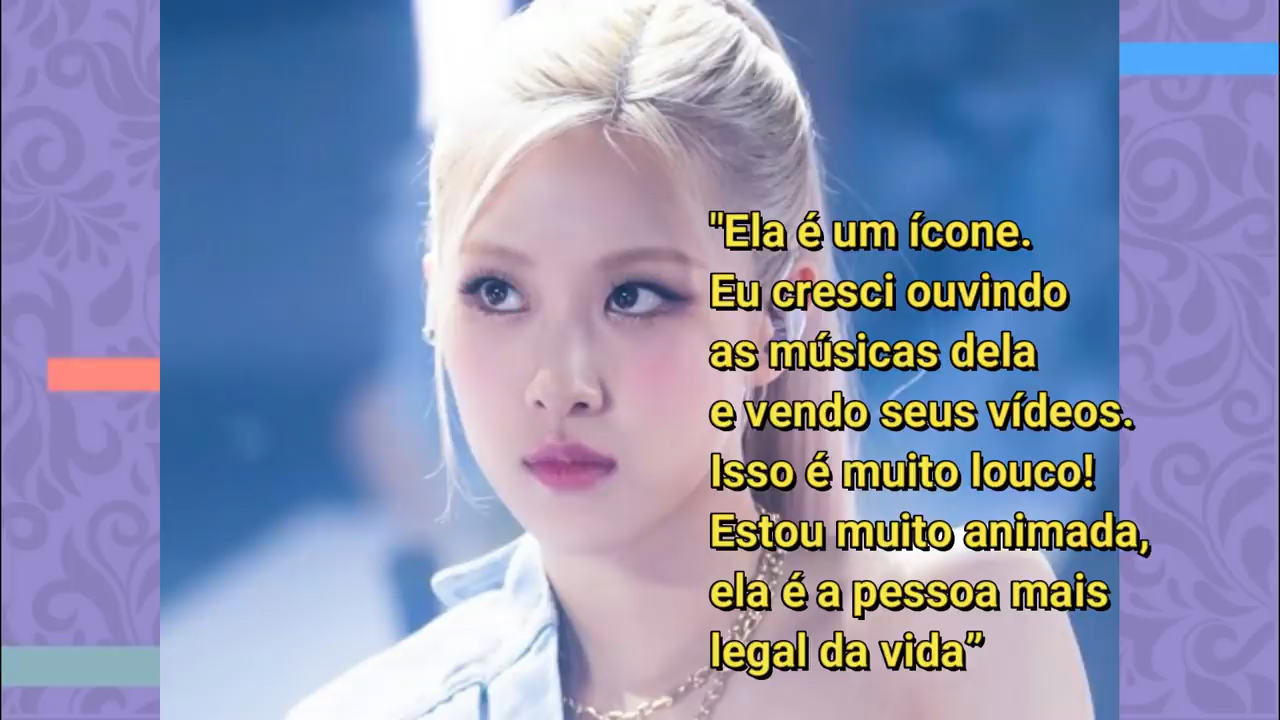 "Ela é um ícone.
Eu cresci ouvindo
as músicas dela
e vendo seus vídeos.
Isso é muito louco!
Estou muito animada,
ela é a pessoa mais
legal da vida”